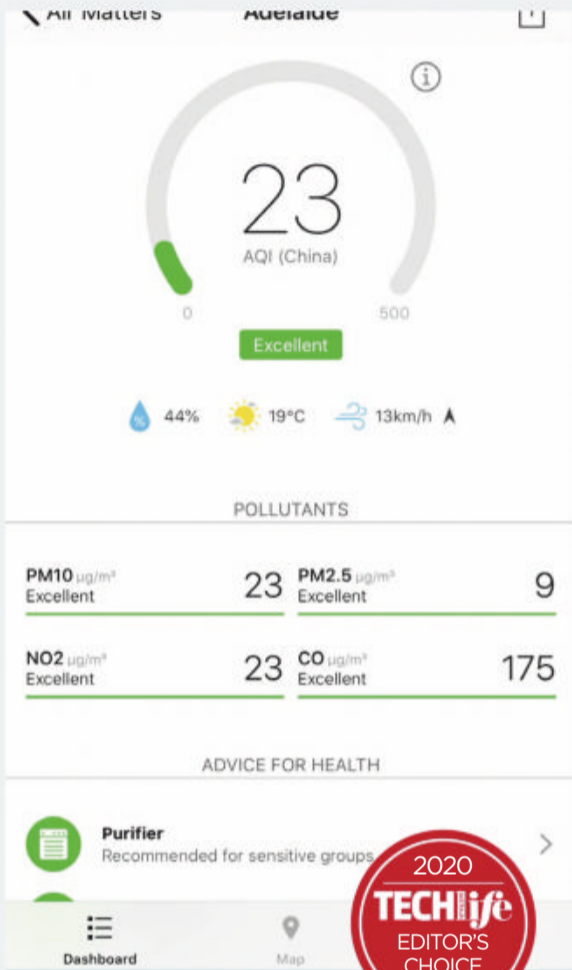 All Matters
Adelaide
23
AQI (China)
0
500
Excellent
44%
19°C
13km/h
POLLUTANTS
PM10 µg/m³
Excellent
23
PM2.5 µg/m³
Excellent
9
NO2 µg/m³
Excellent
23
CO µg/m³
Excellent
175
ADVICE FOR HEALTH
Purifier
Recommended for sensitive groups
2020
TECHlife
EDITOR'S
CHOICE
Dashboard
Map